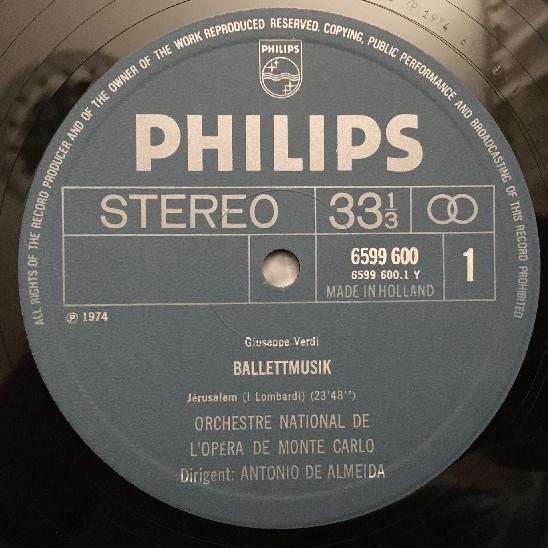 ALL RIGHTS OF THE RECORD PRODUCER AND OF THE OWNER OF THE WORK REPRODUCED RESERVED. COPYING, PUBLIC PERFORMANCE AND BROADCASTING OF THIS RECORD PROHIBITED
PHILIPS
PHILIPS
STEREO 33 1/3
6599 600 1
6599 600.1 Y
MADE IN HOLLAND
℗ 1974
Giuseppe Verdi
BALLETTMUSIK
Jérusalem (I Lombardi) (23'48'')
ORCHESTRE NATIONAL DE
L'OPÉRA DE MONTE CARLO
Dirigent: ANTONIO DE ALMEIDA